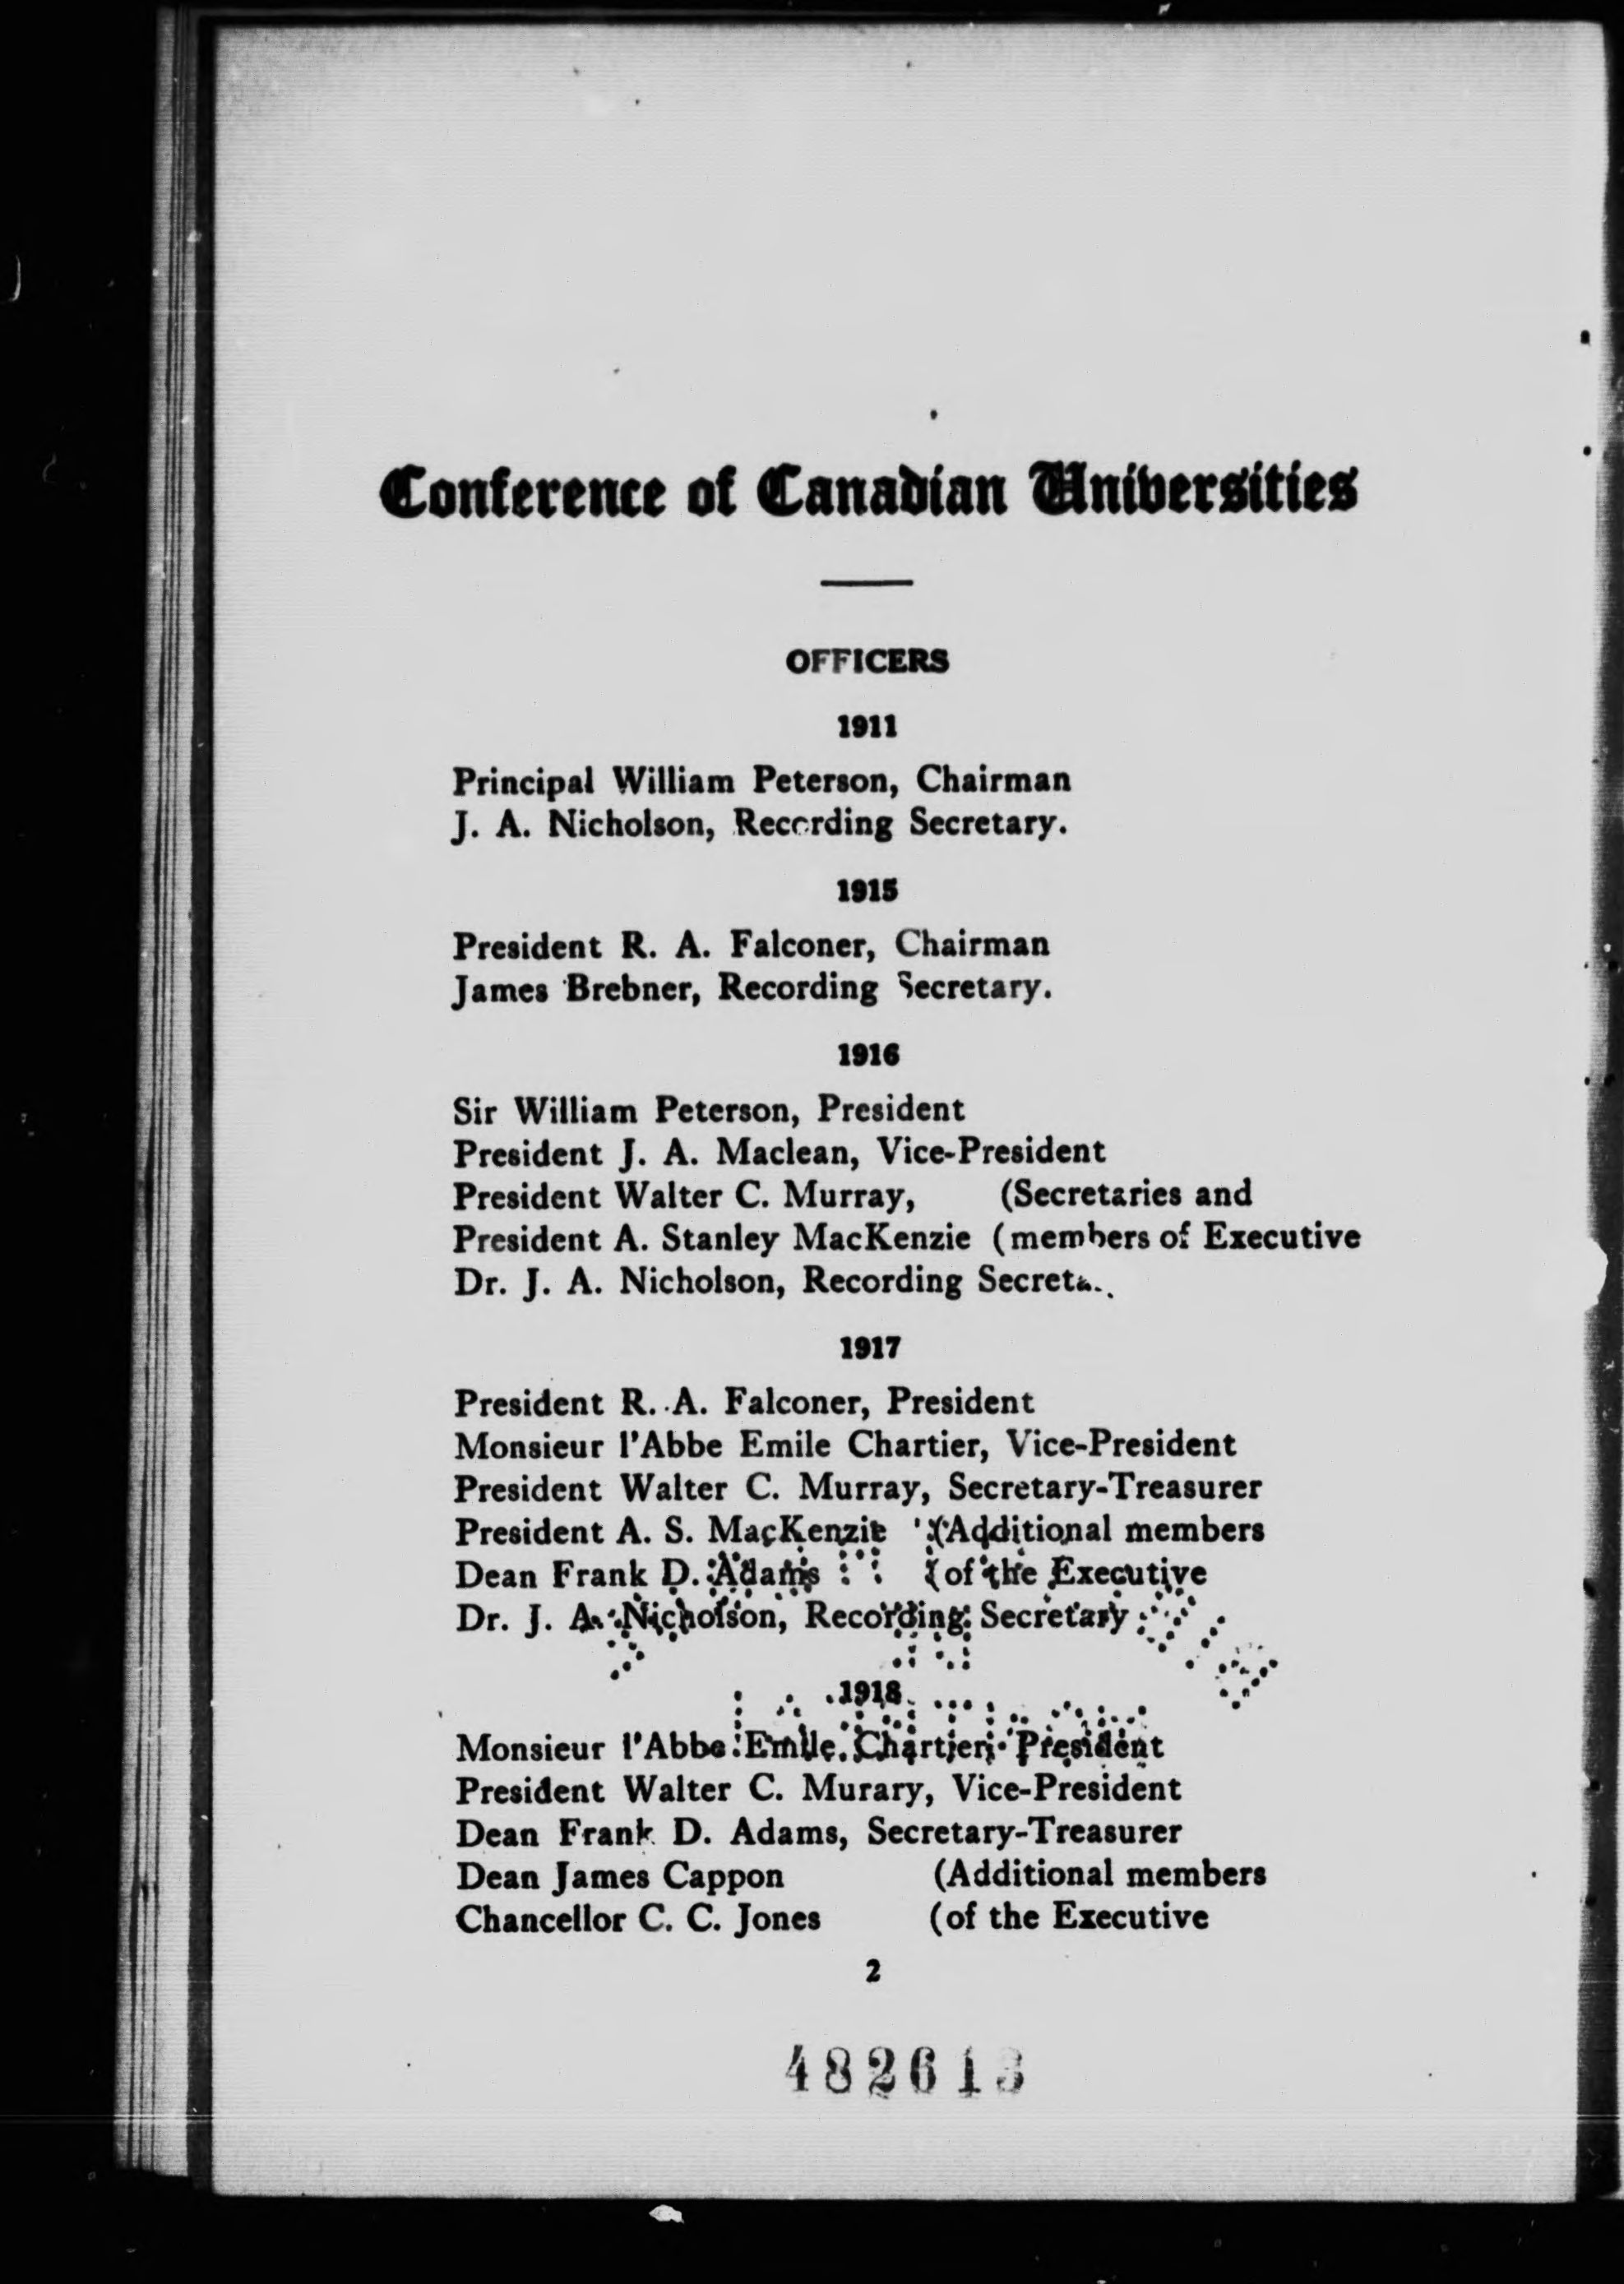 Conference of Canadian Universities
OFFICERS
1911
Principal William Peterson, Chairman
J. A. Nicholson, Recording Secretary.
1915
President R. A. Falconer, Chairman
James Brebner, Recording Secretary.
1916
Sir William Peterson, President
President J. A. Maclean, Vice-President
President Walter C. Murray, (Secretaries and
President A. Stanley MacKenzie (members of Executive
Dr. J. A. Nicholson, Recording
1917
President R. A. Falconer, President
Monsieur l'Abbe Emile Chartier, Vice-President
President Walter C. Murray, Secretary-Treasurer
President A. S. MacKenzie (Additional members
Dean Frank D. Adams (of the Executive
Dr. J. A. Nicholson, Recording Secretary
1918
Monsieur l'Abbe Emile Chartier, President
President Walter C. Murary, Vice-President
Dean Frank D. Adams, Secretary-Treasurer
Dean James Cappon (Additional members
Chancellor C. C. Jones (of the Executive
2
482613